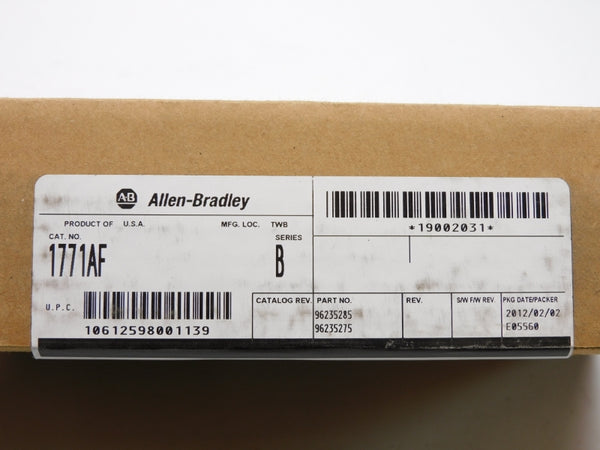 AB Allen-Bradley
PRODUCT OF U.S.A. MFG. LOC. TWB
CAT. NO. SERIES
1771AF B
U.P.C.
10612598001139
*19002031*
CATALOG REV. PART NO. REV. S/W F/W REV. PKG DATE/PACKER
96235285 2012/02/02
96235275 E05560